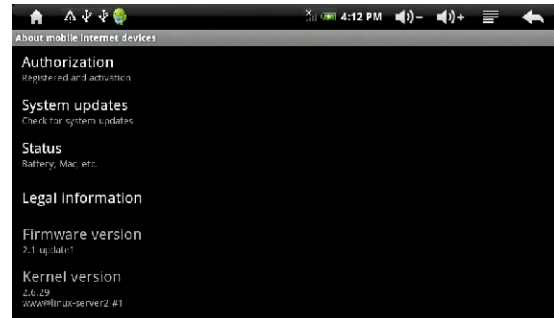 4:12 PM
About mobile internet devices
Authorization
Registered and activation
System updates
Check for system updates
Status
Battery, Mac, etc.
Legal information
Firmware version
2.1-update1
Kernel version
2.6.29
www@linux-server2 #1